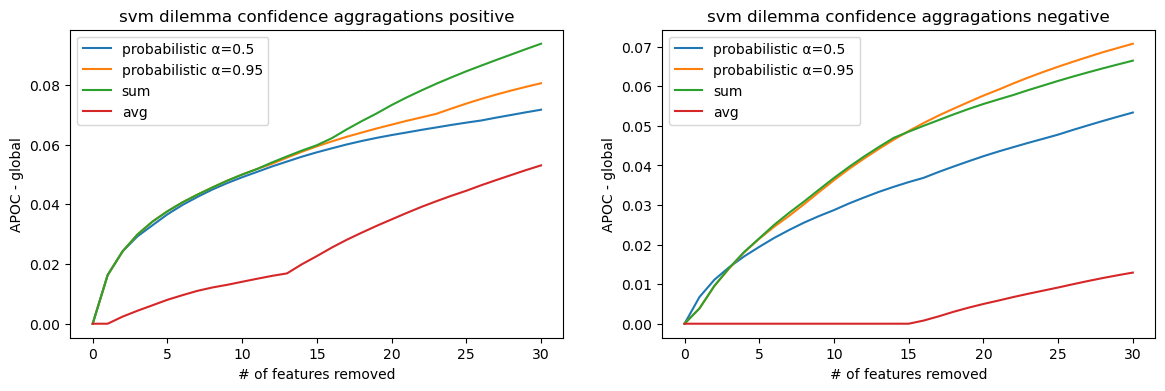 svm dilemma confidence aggragations positive
APOC - global
0.08
0.06
0.04
0.02
0.00
probabilistic α=0.5
probabilistic α=0.95
sum
avg
0 5 10 15 20 25 30
# of features removed
svm dilemma confidence aggragations negative
APOC - global
0.07
0.06
0.05
0.04
0.03
0.02
0.01
0.00
probabilistic α=0.5
probabilistic α=0.95
sum
avg
0 5 10 15 20 25 30
# of features removed